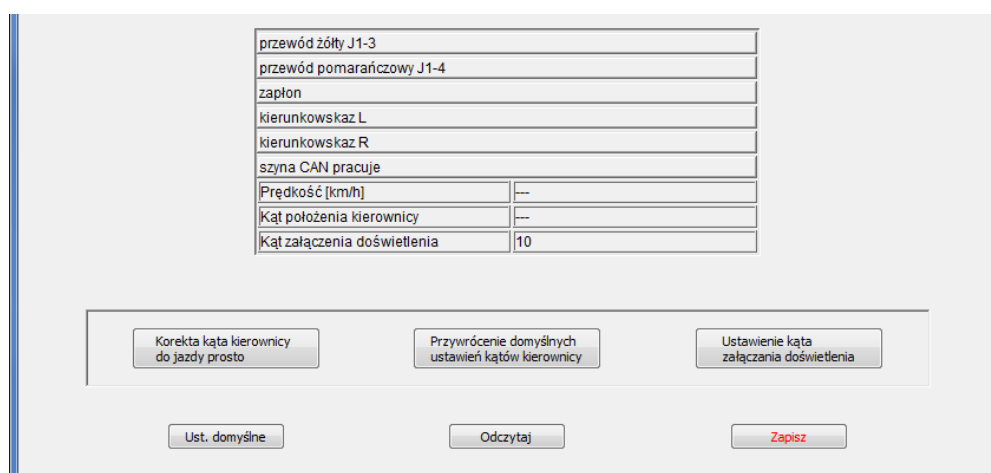 przewód żółty J1-3
przewód pomarańczowy J1-4
zapłon
kierunkowskaz L
kierunkowskaz R
szyna CAN pracuje
Prędkość [km/h] ---
Kąt położenia kierownicy ---
Kąt załączenia doświetlenia 10
Korekta kąta kierownicy
do jazdy prosto
Przywrócenie domyślnych
ustawień kątów kierownicy
Ustawienie kąta
załączania doświetlenia
Ust. domyślne
Odczytaj
Zapisz